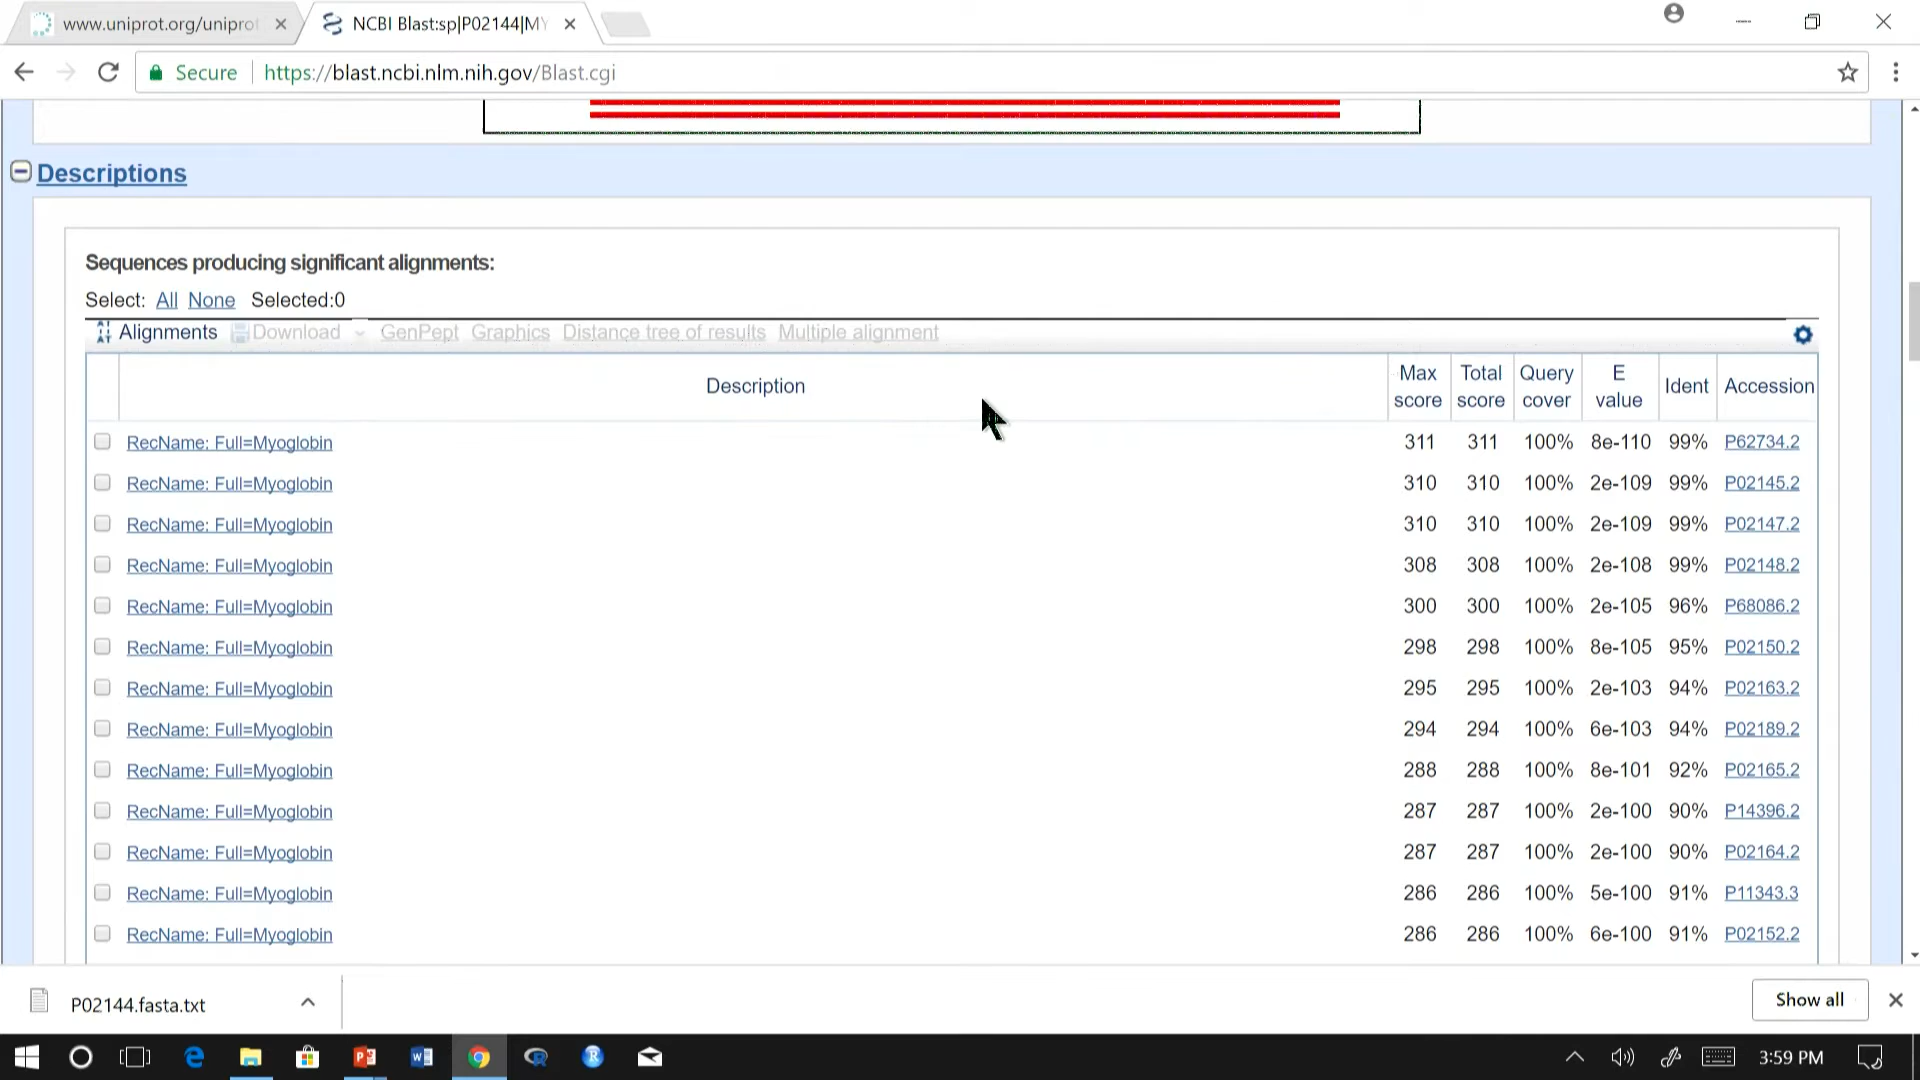 www.uniprot.org/unipro
NCBI Blast:sp|P02144|MY
Secure https://blast.ncbi.nlm.nih.gov/Blast.cgi
Descriptions
Sequences producing significant alignments:
Select: All None Selected:0
Alignments Download GenPept Graphics Distance tree of results Multiple alignment
Description Max score Total score Query cover E value Ident Accession
RecName: Full=Myoglobin 311 311 100% 8e-110 99% P62734.2
RecName: Full=Myoglobin 310 310 100% 2e-109 99% P02145.2
RecName: Full=Myoglobin 310 310 100% 2e-109 99% P02147.2
RecName: Full=Myoglobin 308 308 100% 2e-108 99% P02148.2
RecName: Full=Myoglobin 300 300 100% 2e-105 96% P68086.2
RecName: Full=Myoglobin 298 298 100% 8e-105 95% P02150.2
RecName: Full=Myoglobin 295 295 100% 2e-103 94% P02163.2
RecName: Full=Myoglobin 294 294 100% 6e-103 94% P02189.2
RecName: Full=Myoglobin 288 288 100% 8e-101 92% P02165.2
RecName: Full=Myoglobin 287 287 100% 2e-100 90% P14396.2
RecName: Full=Myoglobin 287 287 100% 2e-100 90% P02164.2
RecName: Full=Myoglobin 286 286 100% 5e-100 91% P11343.3
RecName: Full=Myoglobin 286 286 100% 6e-100 91% P02152.2
P02144.fasta.txt
Show all
3:59 PM